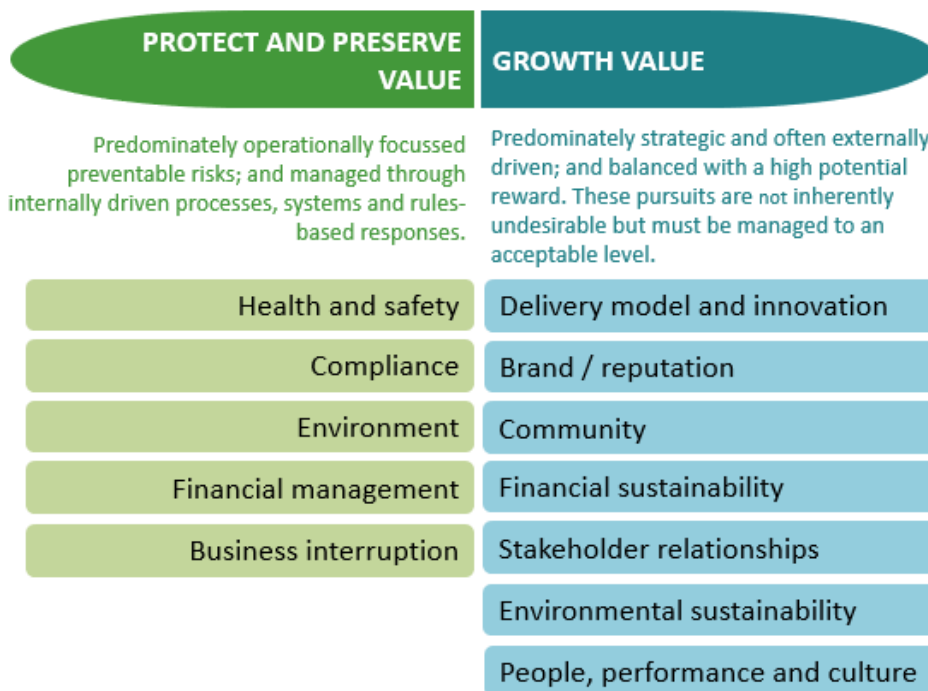 PROTECT AND PRESERVE
VALUE
Predominately operationally focussed
preventable risks; and managed through
internally driven processes, systems and rules-
based responses.
Health and safety
Compliance
Environment
Financial management
Business interruption
GROWTH VALUE
Predominately strategic and often externally
driven; and balanced with a high potential
reward. These pursuits are not inherently
undesirable but must be managed to an
acceptable level.
Delivery model and innovation
Brand / reputation
Community
Financial sustainability
Stakeholder relationships
Environmental sustainability
People, performance and culture